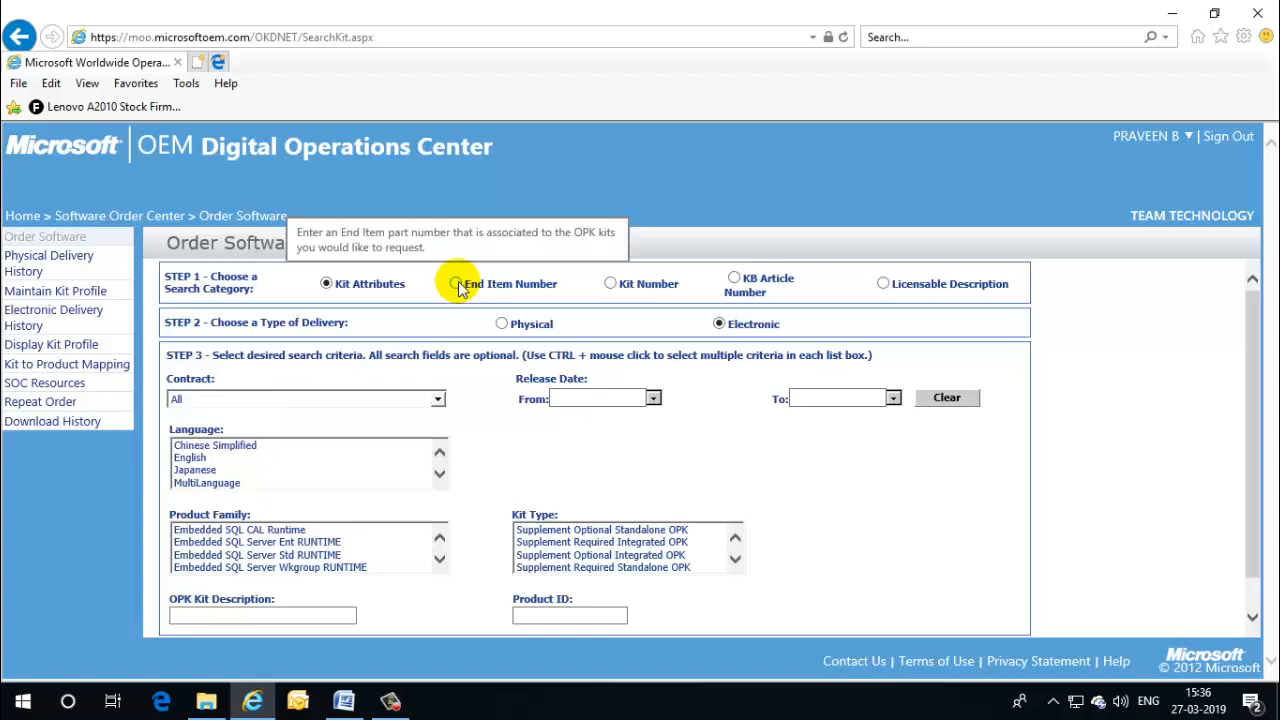 https://moo.microsoftoem.com/OKDNET/SearchKit.aspx
Search...
Microsoft Worldwide Opera...
File Edit View Favorites Tools Help
F Lenovo A2010 Stock Firm...
Microsoft OEM Digital Operations Center
PRAVEEN B | Sign Out
Home > Software Order Center > Order Software
TEAM TECHNOLOGY
Order Software
Physical Delivery
History
Maintain Kit Profile
Electronic Delivery
History
Display Kit Profile
Kit to Product Mapping
SOC Resources
Repeat Order
Download History
Order Softwa
Enter an End Item part number that is associated to the OPK kits
you would like to request.
STEP 1 - Choose a
Search Category:
Kit Attributes
End Item Number
Kit Number
KB Article
Number
Licensable Description
STEP 2 - Choose a Type of Delivery:
Physical
Electronic
STEP 3 - Select desired search criteria. All search fields are optional. (Use CTRL + mouse click to select multiple criteria in each list box.)
Contract:
All
Release Date:
From:
To:
Clear
Language:
Chinese Simplified
English
Japanese
MultiLanguage
Product Family:
Embedded SQL CAL Runtime
Embedded SQL Server Ent RUNTIME
Embedded SQL Server Std RUNTIME
Embedded SQL Server Wkgroup RUNTIME
Kit Type:
Supplement Optional Standalone OPK
Supplement Required Integrated OPK
Supplement Optional Integrated OPK
Supplement Required Standalone OPK
OPK Kit Description:
Product ID:
Contact Us | Terms of Use | Privacy Statement | Help
Microsoft
© 2012 Microsoft
ENG
15:36
27-03-2019
2